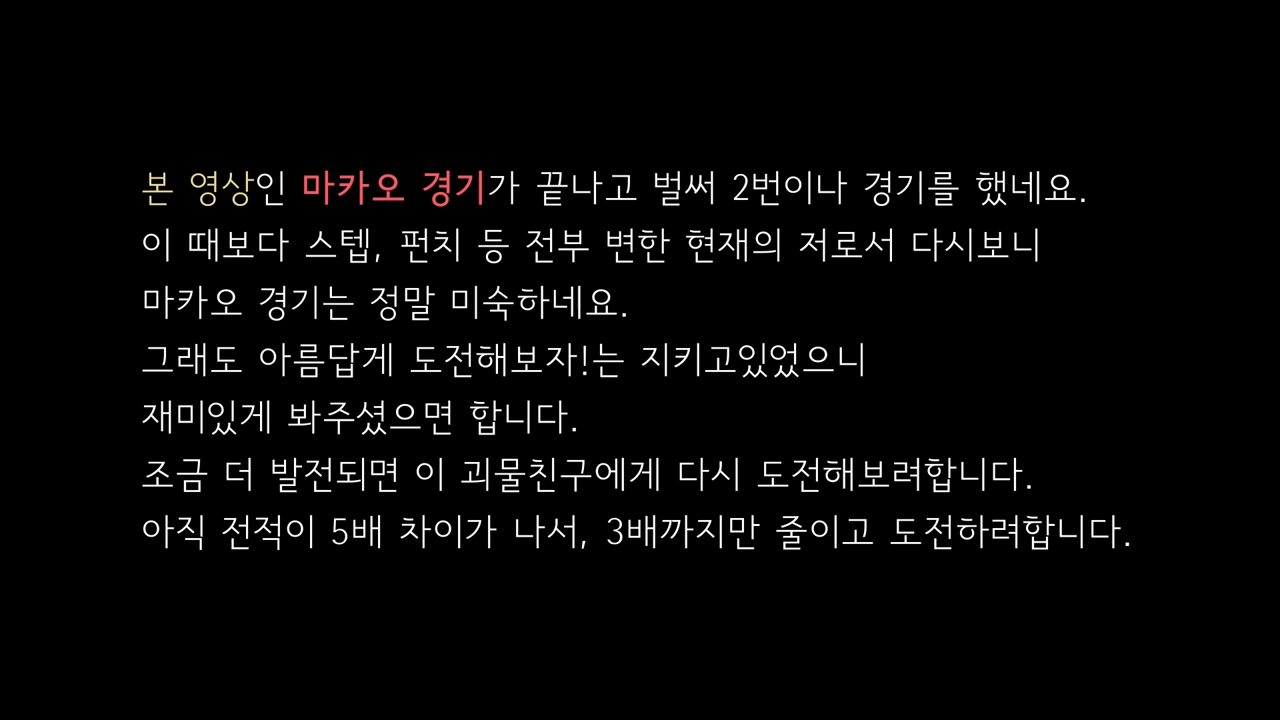 본 영상인 마카오 경기가 끝나고 벌써 2번이나 경기를 했네요.
이 때보다 스텝, 펀치 등 전부 변한 현재의 저로서 다시보니
마카오 경기는 정말 미숙하네요.
그래도 아름답게 도전해보자!는 지키고있었으니
재미있게 봐주셨으면 합니다.
조금 더 발전되면 이 괴물친구에게 다시 도전해보려합니다.
아직 전적이 5배 차이가 나서, 3배까지만 줄이고 도전하려합니다.